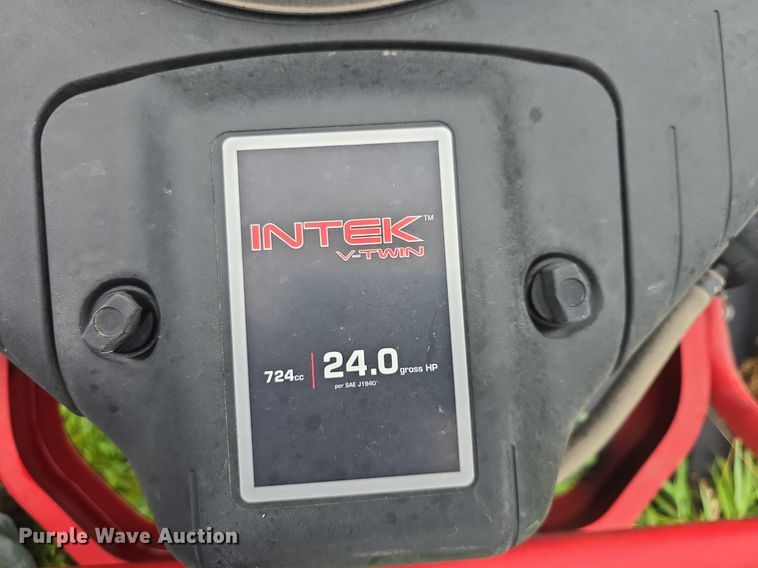 INTEK™
V-TWIN
724cc | 24.0 gross HP
per SAE J1940
Purple Wave Auction